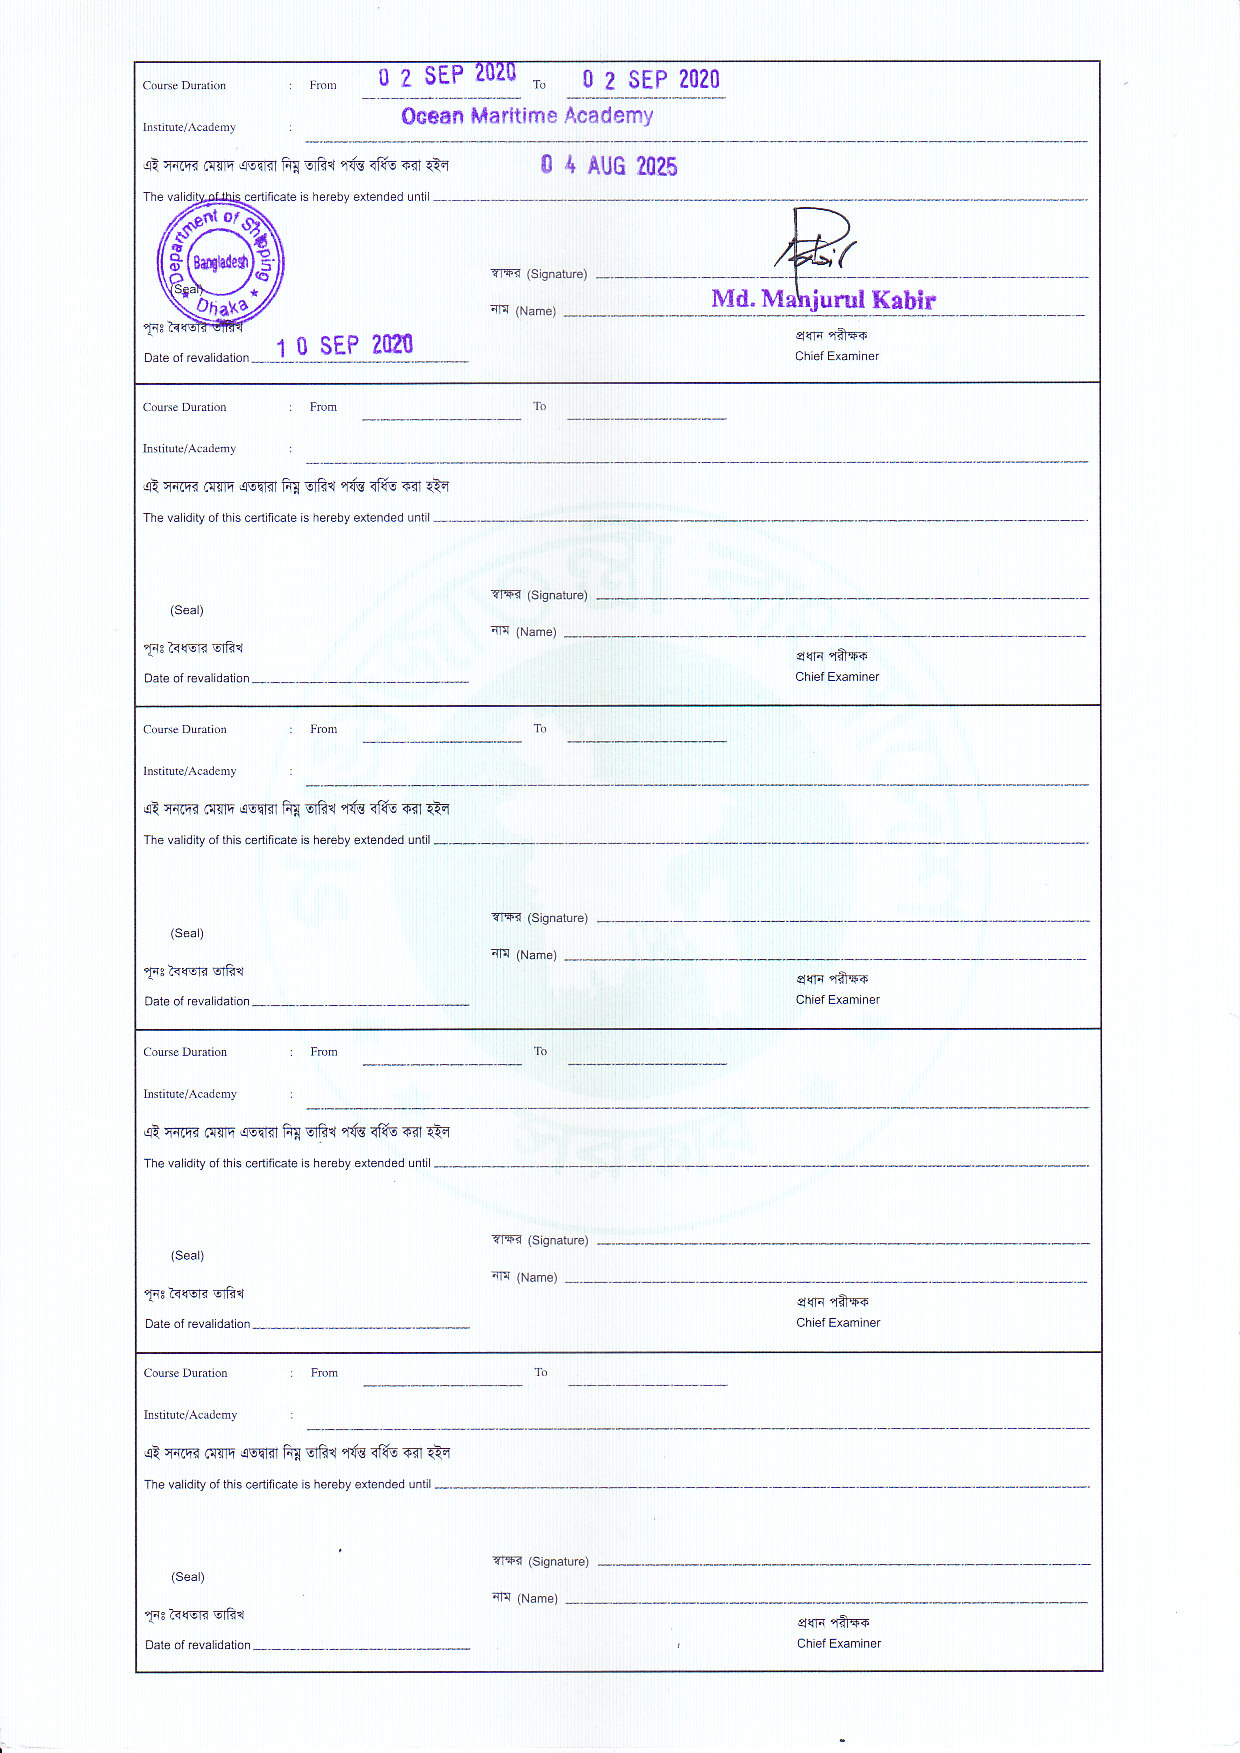 Course Duration : From 02 SEP 2020 To 02 SEP 2020
Institute/Academy : Ocean Maritime Academy
এই সনদের মেয়াদ এতদ্বারা নিম্ন তারিখ পর্যন্ত বর্ধিত করা হইল
The validity of this certificate is hereby extended until 04 AUG 2025
Department of Shipping
Bangladesh
Dhaka
(Seal)
স্বাক্ষর (Signature)
নাম (Name) Md. Manjurul Kabir
পূনঃ বৈধতার তারিখ
প্রধান পরীক্ষক
Date of revalidation 10 SEP 2020
Chief Examiner
Course Duration : From To
Institute/Academy :
এই সনদের মেয়াদ এতদ্বারা নিম্ন তারিখ পর্যন্ত বর্ধিত করা হইল
The validity of this certificate is hereby extended until
স্বাক্ষর (Signature)
(Seal)
নাম (Name)
পূনঃ বৈধতার তারিখ
প্রধান পরীক্ষক
Date of revalidation
Chief Examiner
Course Duration : From To
Institute/Academy :
এই সনদের মেয়াদ এতদ্বারা নিম্ন তারিখ পর্যন্ত বর্ধিত করা হইল
The validity of this certificate is hereby extended until
স্বাক্ষর (Signature)
(Seal)
নাম (Name)
পূনঃ বৈধতার তারিখ
প্রধান পরীক্ষক
Date of revalidation
Chief Examiner
Course Duration : From To
Institute/Academy :
এই সনদের মেয়াদ এতদ্বারা নিম্ন তারিখ পর্যন্ত বর্ধিত করা হইল
The validity of this certificate is hereby extended until
স্বাক্ষর (Signature)
(Seal)
নাম (Name)
পূনঃ বৈধতার তারিখ
প্রধান পরীক্ষক
Date of revalidation
Chief Examiner
Course Duration : From To
Institute/Academy :
এই সনদের মেয়াদ এতদ্বারা নিম্ন তারিখ পর্যন্ত বর্ধিত করা হইল
The validity of this certificate is hereby extended until
স্বাক্ষর (Signature)
(Seal)
নাম (Name)
পূনঃ বৈধতার তারিখ
প্রধান পরীক্ষক
Date of revalidation
Chief Examiner